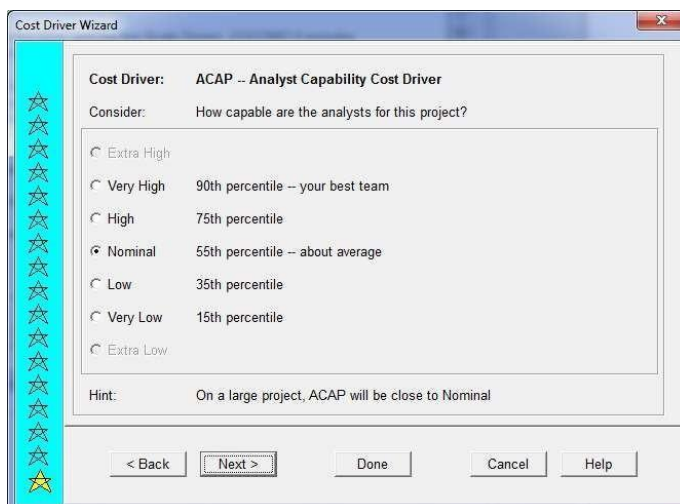 Cost Driver Wizard
Cost Driver: ACAP -- Analyst Capability Cost Driver
Consider: How capable are the analysts for this project?
Extra High
Very High 90th percentile -- your best team
High 75th percentile
Nominal 55th percentile -- about average
Low 35th percentile
Very Low 15th percentile
Extra Low
Hint: On a large project, ACAP will be close to Nominal
< Back Next > Done Cancel Help